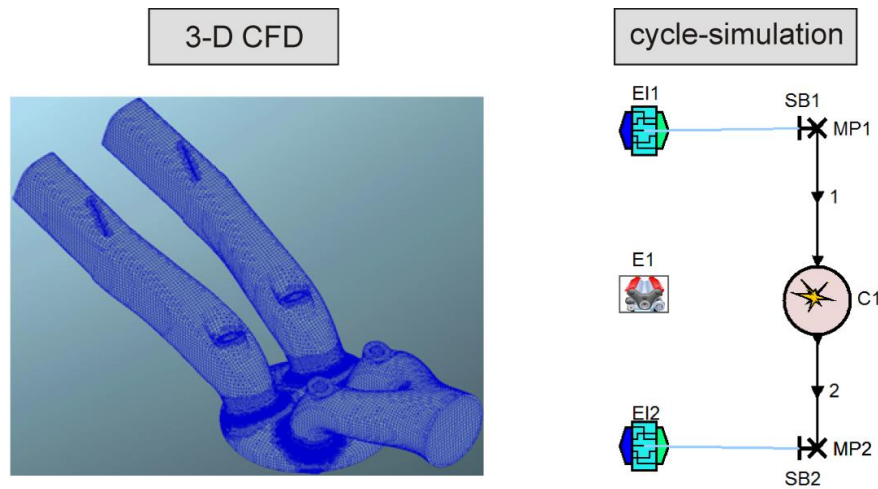 3-D CFD
cycle-simulation
EI1
SB1
MP1
1
E1
C1
2
EI2
MP2
SB2